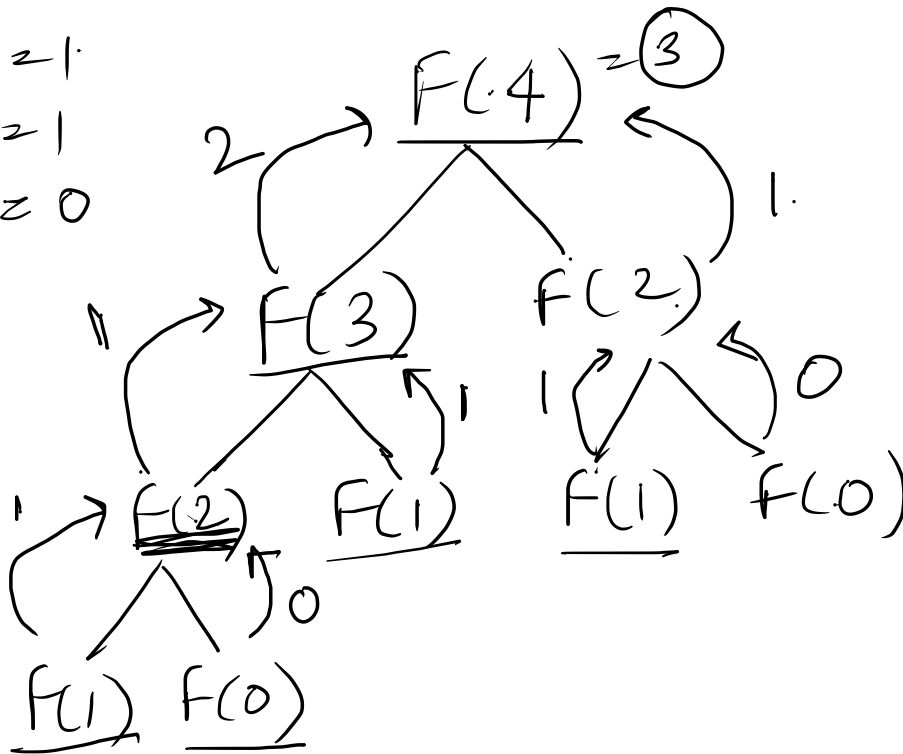 =1.
F(4) = 3
=1
2
= 0
1.
F(3)
F(2)
1
1
1
0
F(2)
F(1)
F(1)
F(0)
1
0
F(1)
F(0)